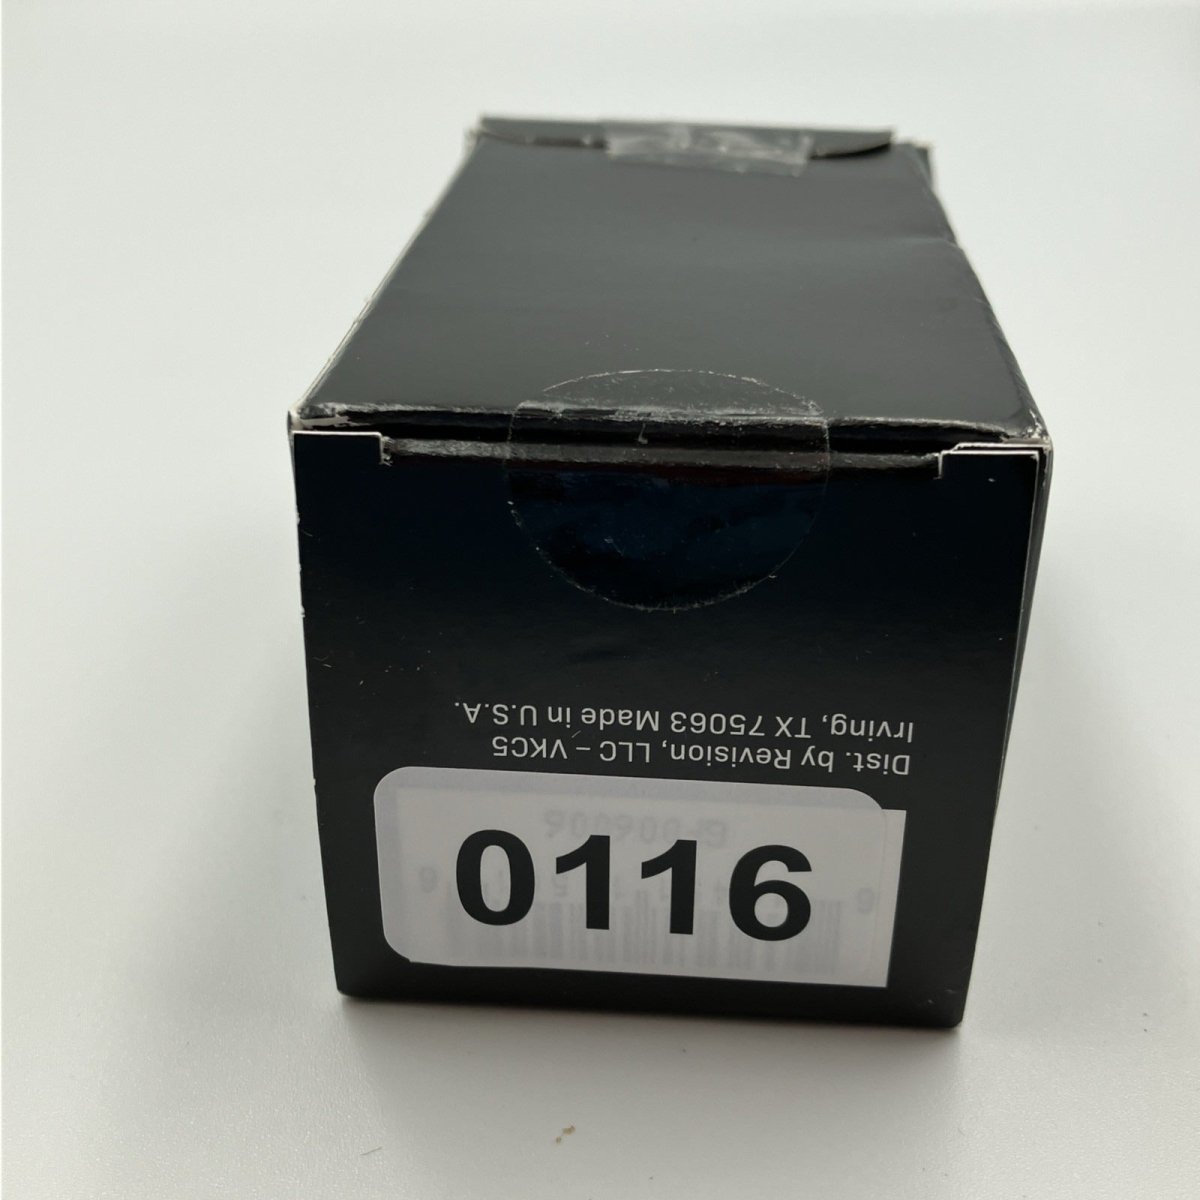 Dist. by Revision, LLC – VKC5
Irving, TX 75063 Made in U.S.A.
0116